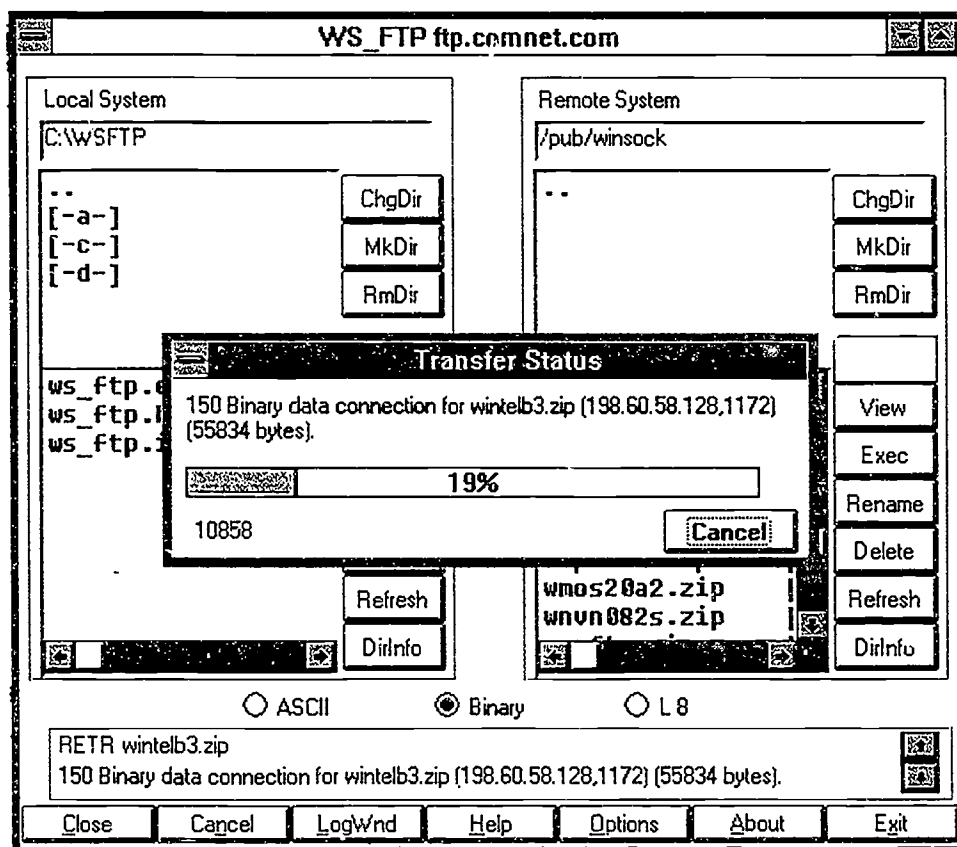 WS_FTP ftp.comnet.com
Local System
C:\WSFTP
..
[-a-]
[-c-]
[-d-]
ChgDir
MkDir
RmDir
Remote System
/pub/winsock
..
ChgDir
MkDir
RmDir
Transfer Status
150 Binary data connection for wintelb3.zip (198.60.58.128,1172)
(55834 bytes).
19%
10858
Cancel
ws_ftp.
ws_ftp.
ws_ftp.
Refresh
DirInfo
wmos20a2.zip
wnvn082s.zip
View
Exec
Rename
Delete
Refresh
DirInfo
ASCII
Binary
L 8
RETR wintelb3.zip
150 Binary data connection for wintelb3.zip (198.60.58.128,1172) (55834 bytes).
Close
Cancel
LogWnd
Help
Options
About
Exit